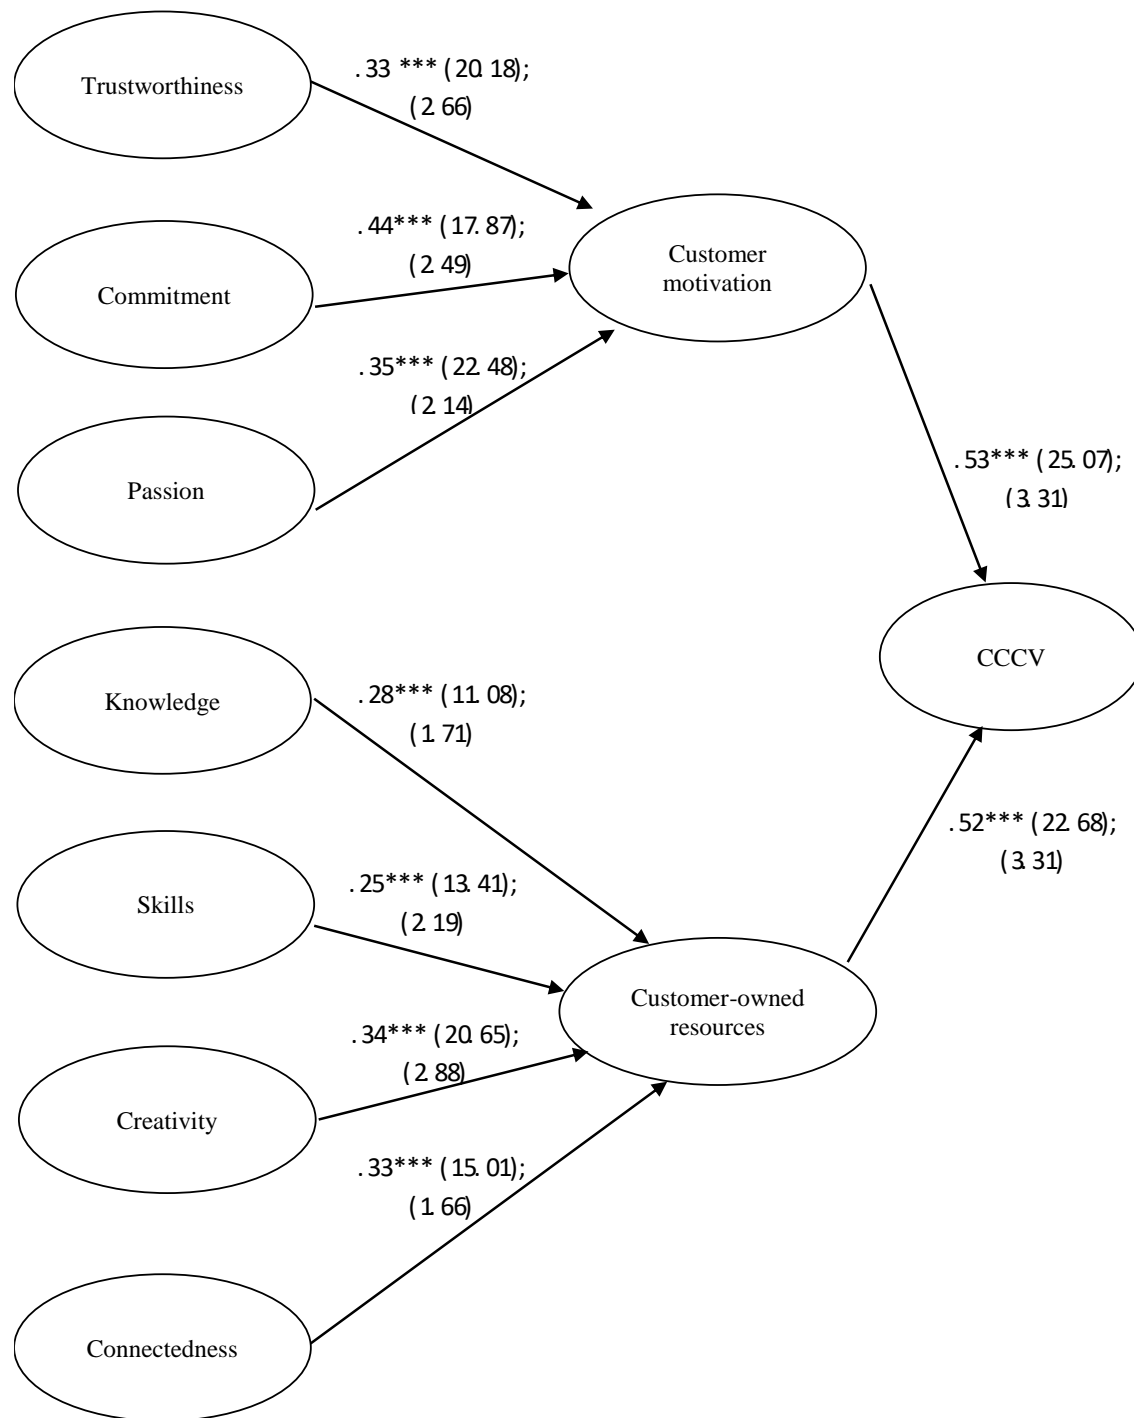 Trustworthiness
.33 *** (20.18);
(2.66)
Commitment
.44*** (17.87);
(2.49)
Customer
motivation
Passion
.35*** (22.48);
(2.14)
.53*** (25.07);
(3.31)
CCCV
Knowledge
.28*** (11.08);
(1.71)
.52*** (22.68);
(3.31)
Skills
.25*** (13.41);
(2.19)
Customer-owned
resources
Creativity
.34*** (20.65);
(2.88)
.33*** (15.01);
(1.66)
Connectedness